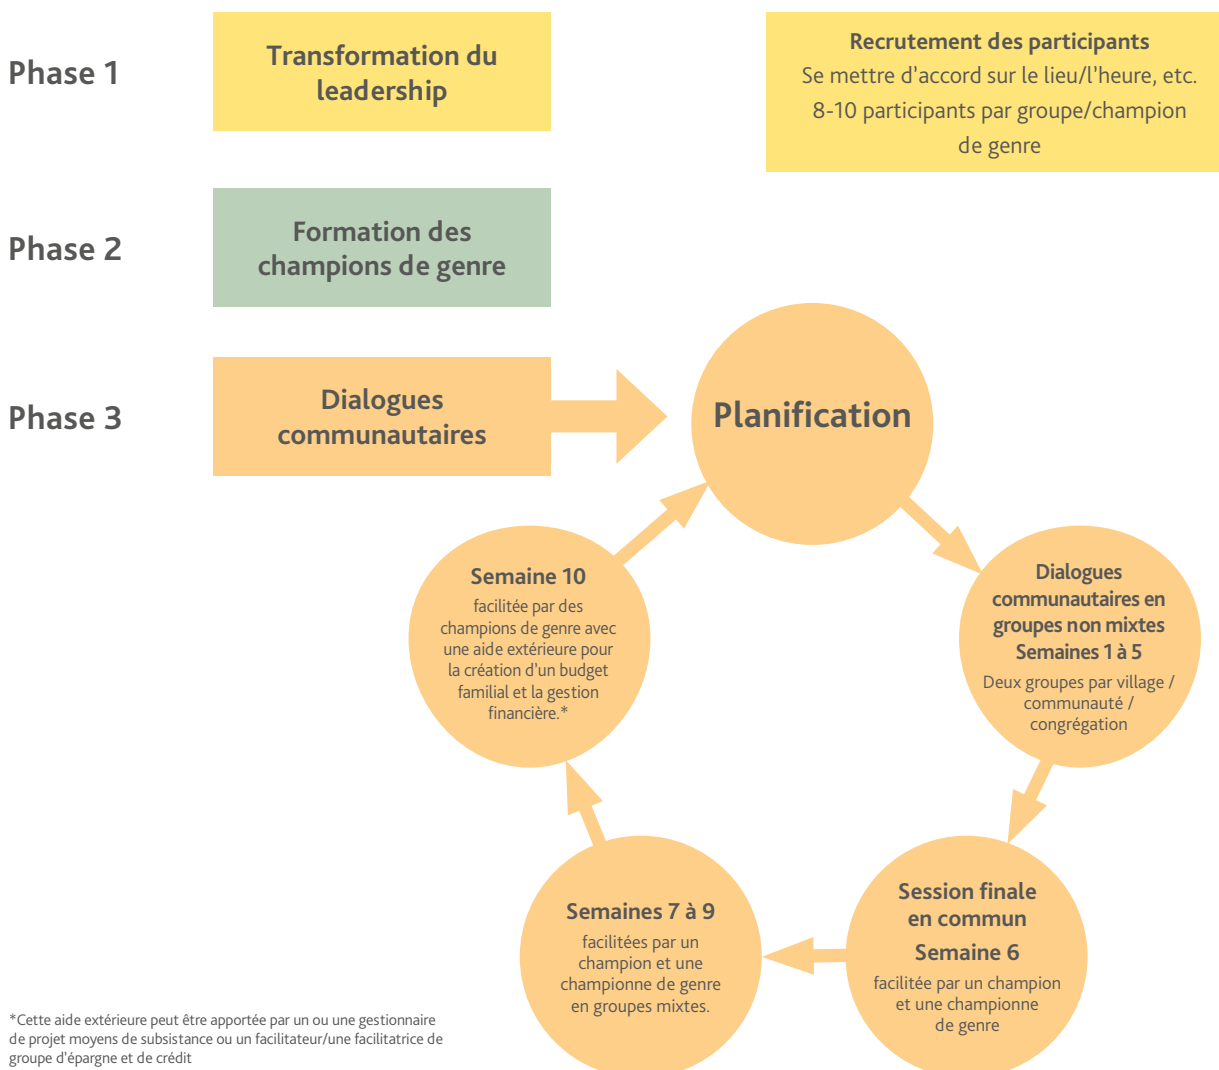 Phase 1
Transformation du
leadership
Recrutement des participants
Se mettre d'accord sur le lieu/l'heure, etc.
8-10 participants par groupe/champion
de genre
Phase 2
Formation des
champions de genre
Phase 3
Dialogues
communautaires
Planification
Dialogues
communautaires en
groupes non mixtes
Semaines 1 à 5
Deux groupes par village /
communauté /
congrégation
Session finale
en commun
Semaine 6
facilitée par un champion
et une championne
de genre
Semaines 7 à 9
facilitées par un
champion et une
championne de genre
en groupes mixtes.
Semaine 10
facilitée par des
champions de genre avec
une aide extérieure pour
la création d'un budget
familial et la gestion
financière.*
*Cette aide extérieure peut être apportée par un ou une gestionnaire
de projet moyens de subsistance ou un facilitateur/une facilitatrice de
groupe d'épargne et de crédit